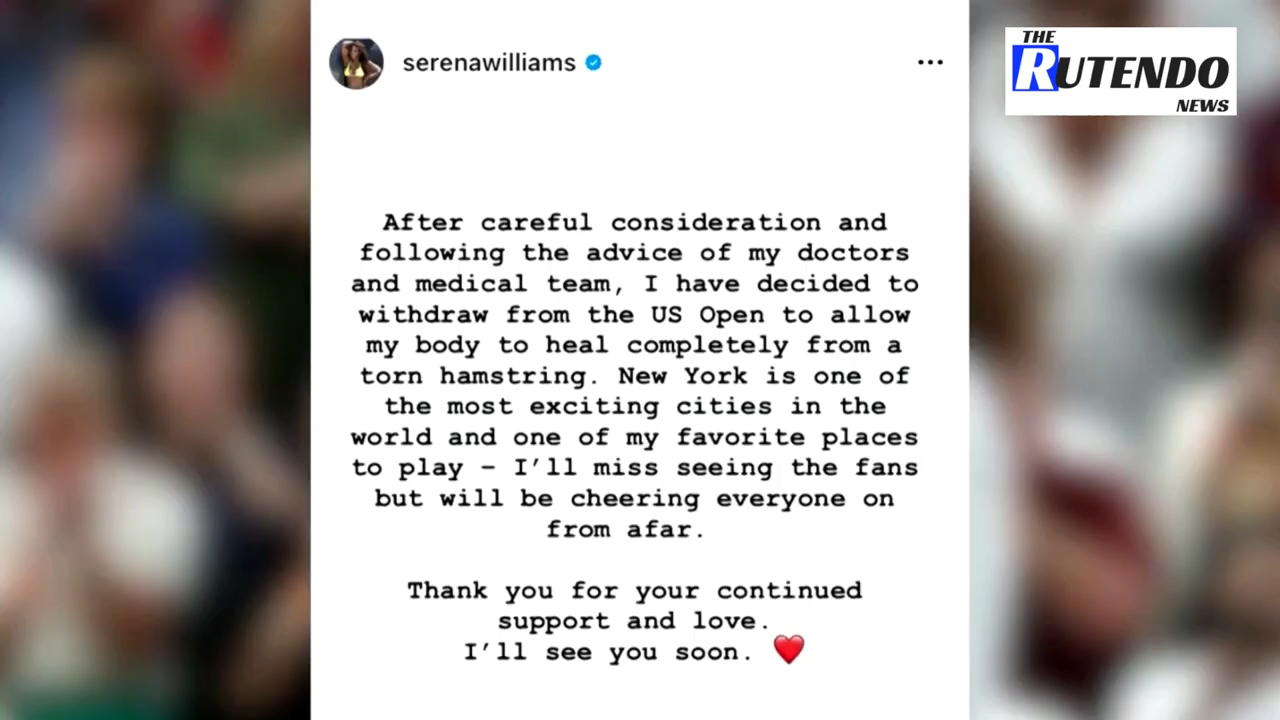 serenawilliams
THE
RUTENDO
NEWS
After careful consideration and
following the advice of my doctors
and medical team, I have decided to
withdraw from the US Open to allow
my body to heal completely from a
torn hamstring. New York is one of
the most exciting cities in the
world and one of my favorite places
to play – I’ll miss seeing the fans
but will be cheering everyone on
from afar.
Thank you for your continued
support and love.
I’ll see you soon. ❤️